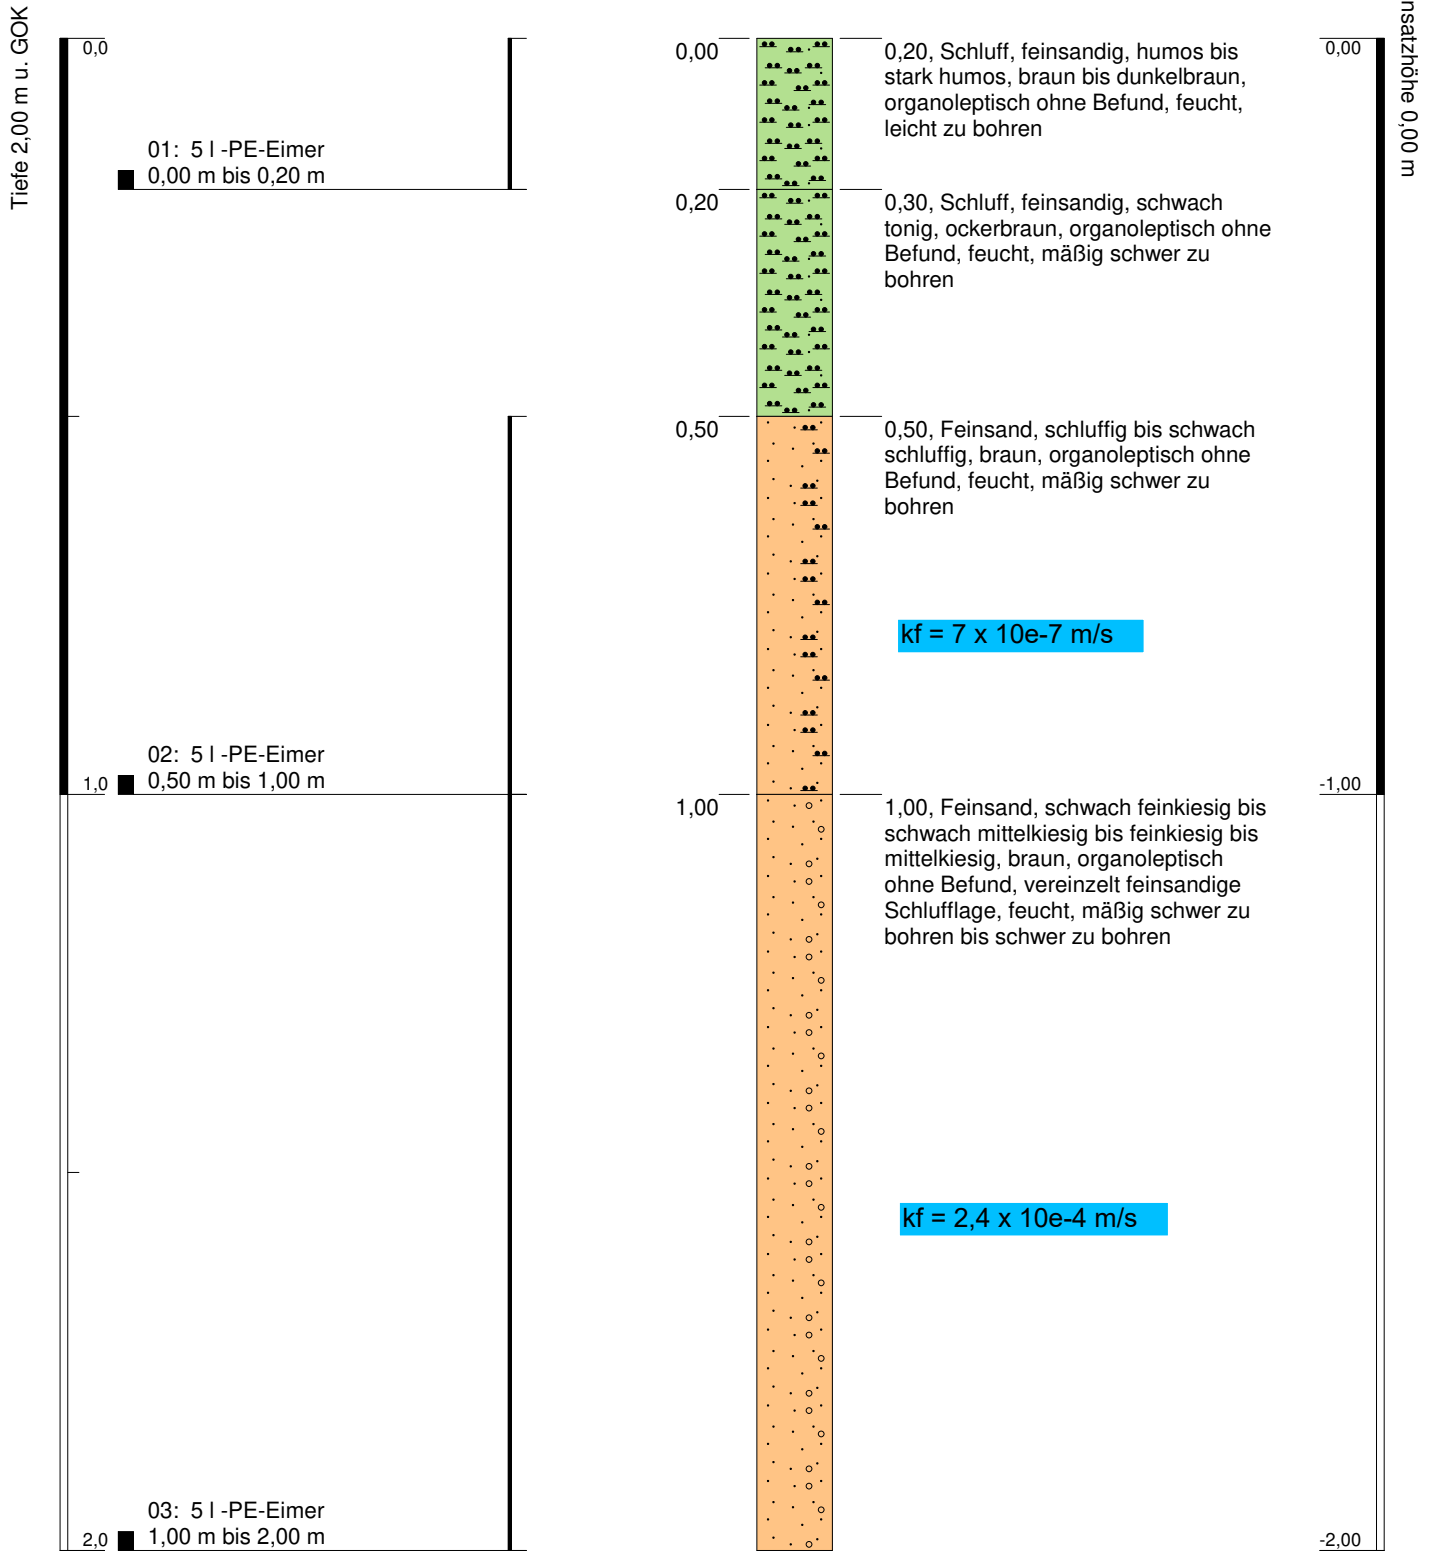 Tiefe 2,00 m u. GOK
0,0
01: 5 l -PE-Eimer
0,00 m bis 0,20 m
02: 5 l -PE-Eimer
0,50 m bis 1,00 m
1,0
03: 5 l -PE-Eimer
1,00 m bis 2,00 m
2,0
0,00
0,20, Schluff, feinsandig, humos bis
stark humos, braun bis dunkelbraun,
organoleptisch ohne Befund, feucht,
leicht zu bohren
0,20
0,30, Schluff, feinsandig, schwach
tonig, ockerbraun, organoleptisch ohne
Befund, feucht, mäßig schwer zu
bohren
0,50
0,50, Feinsand, schluffig bis schwach
schluffig, braun, organoleptisch ohne
Befund, feucht, mäßig schwer zu
bohren
kf = 7 x 10e-7 m/s
1,00
1,00, Feinsand, schwach feinkiesig bis
schwach mittelkiesig bis feinkiesig bis
mittelkiesig, braun, organoleptisch
ohne Befund, vereinzelt feinsandige
Schlufflage, feucht, mäßig schwer zu
bohren bis schwer zu bohren
kf = 2,4 x 10e-4 m/s
0,00
-1,00
-2,00
nsatzhöhe 0,00 m